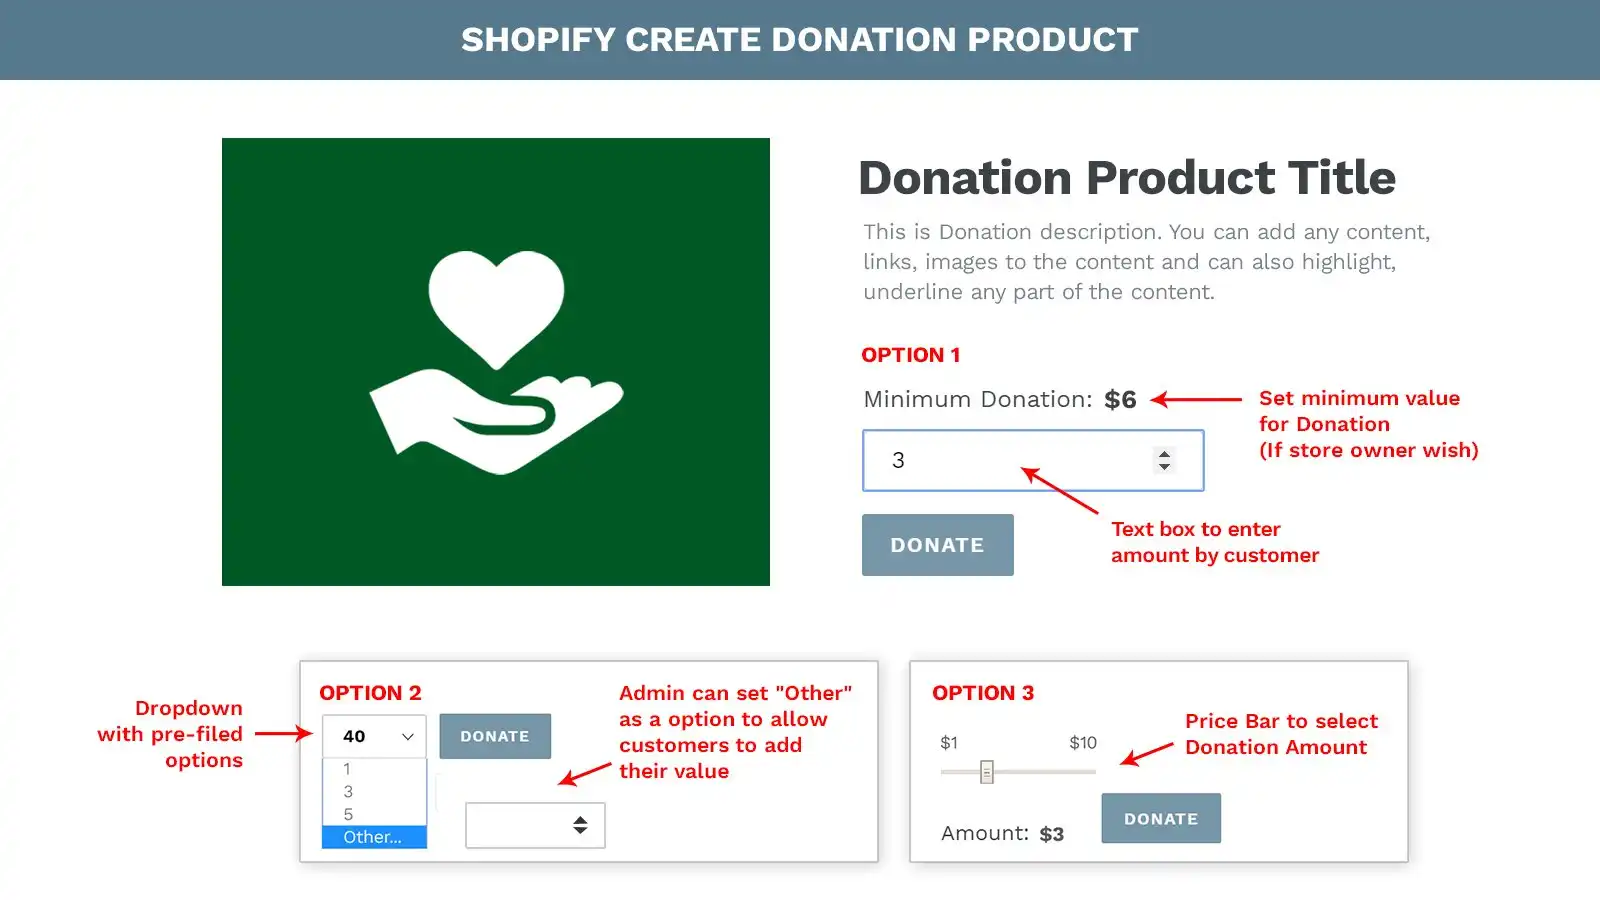 SHOPIFY CREATE DONATION PRODUCT
Donation Product Title
This is Donation description. You can add any content,
links, images to the content and can also highlight,
underline any part of the content.
OPTION 1
Minimum Donation: $6
Set minimum value
for Donation
(If store owner wish)
3
DONATE
Text box to enter
amount by customer
Dropdown
with pre-filed
options
OPTION 2
40
DONATE
1
3
5
Other...
Admin can set "Other"
as a option to allow
customers to add
their value
OPTION 3
$1 $10
Price Bar to select
Donation Amount
Amount: $3
DONATE